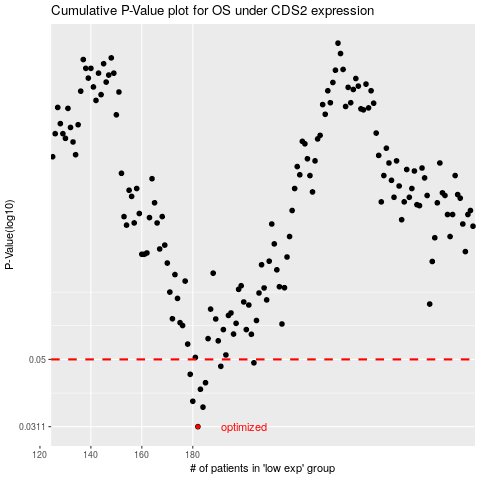 Cumulative P-Value plot for OS under CDS2 expression
P-Value(log10)
0.05
0.0311
optimized
120 140 160 180
# of patients in 'low exp' group